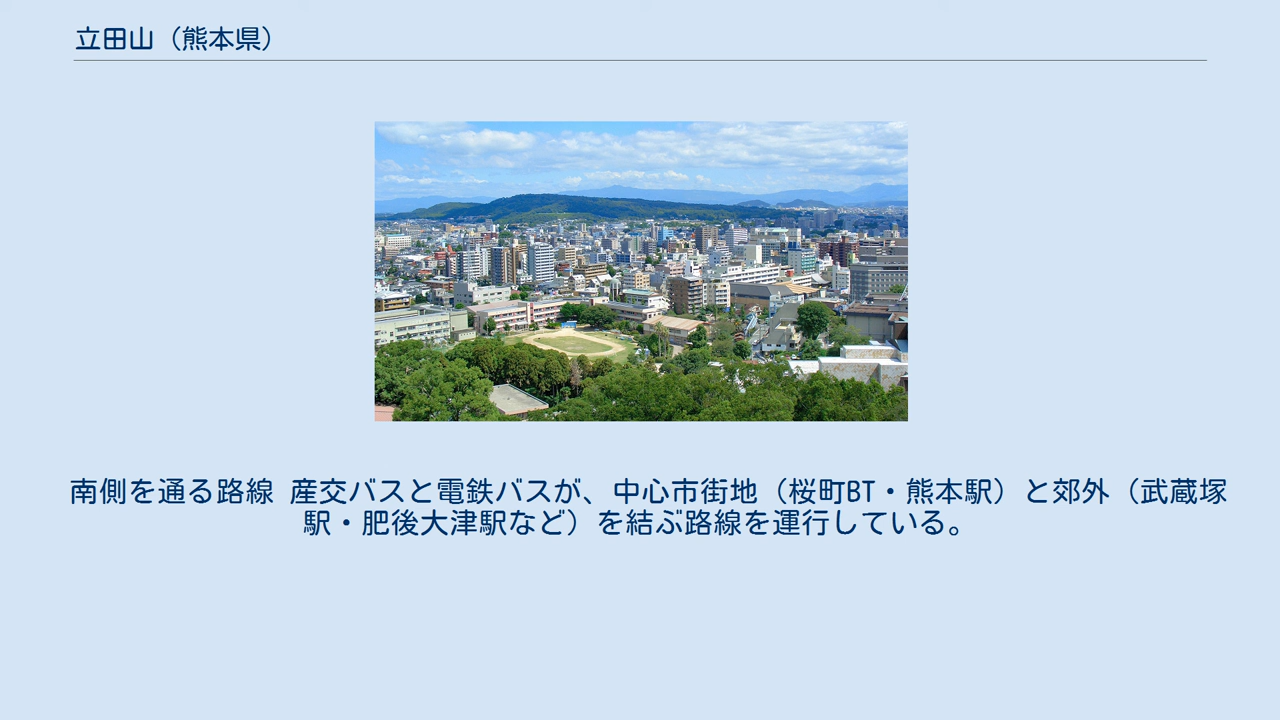 立田山（熊本県）
南側を通る路線 産交バスと電鉄バスが、中心市街地（桜町BT・熊本駅）と郊外（武蔵塚
駅・肥後大津駅など）を結ぶ路線を運行している。